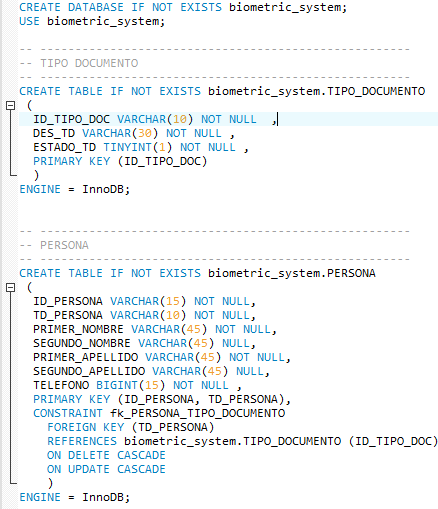 CREATE DATABASE IF NOT EXISTS biometric_system;
USE biometric_system;
-- -----------------------------------------------------
-- TIPO DOCUMENTO
-- -----------------------------------------------------
CREATE TABLE IF NOT EXISTS biometric_system.TIPO_DOCUMENTO
(
ID_TIPO_DOC VARCHAR(10) NOT NULL  ,
DES_TD VARCHAR(30) NOT NULL ,
ESTADO_TD TINYINT(1) NOT NULL ,
PRIMARY KEY (ID_TIPO_DOC)
)
ENGINE = InnoDB;
-- -----------------------------------------------------
-- PERSONA
-- -----------------------------------------------------
CREATE TABLE IF NOT EXISTS biometric_system.PERSONA
(
ID_PERSONA VARCHAR(15) NOT NULL,
TD_PERSONA VARCHAR(10) NOT NULL,
PRIMER_NOMBRE VARCHAR(45) NOT NULL,
SEGUNDO_NOMBRE VARCHAR(45) NULL,
PRIMER_APELLIDO VARCHAR(45) NOT NULL,
SEGUNDO_APELLIDO VARCHAR(45) NULL,
TELEFONO BIGINT(15) NOT NULL ,
PRIMARY KEY (ID_PERSONA, TD_PERSONA),
CONSTRAINT fk_PERSONA_TIPO_DOCUMENTO
FOREIGN KEY (TD_PERSONA)
REFERENCES biometric_system.TIPO_DOCUMENTO (ID_TIPO_DOC)
ON DELETE CASCADE
ON UPDATE CASCADE
)
ENGINE = InnoDB;